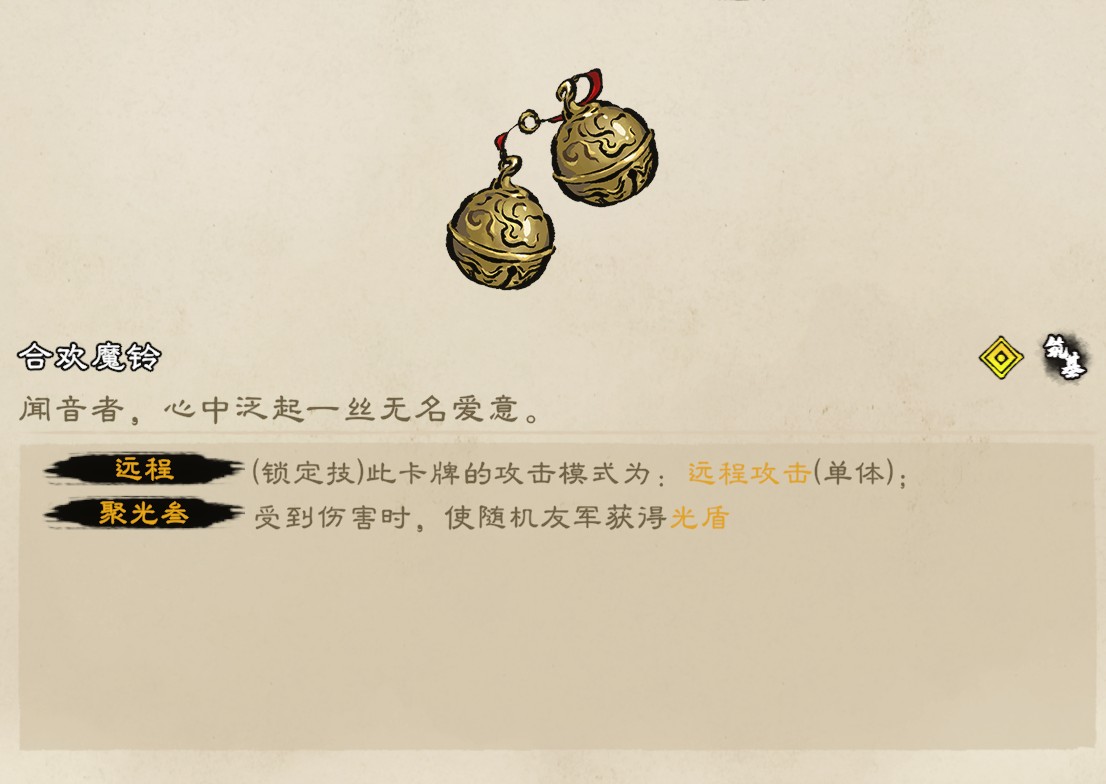 合欢魔铃
筑基
闻音者，心中泛起一丝无名爱意。
远程 (锁定技)此卡牌的攻击模式为：远程攻击(单体)；
聚光叁 受到伤害时，使随机友军获得光盾